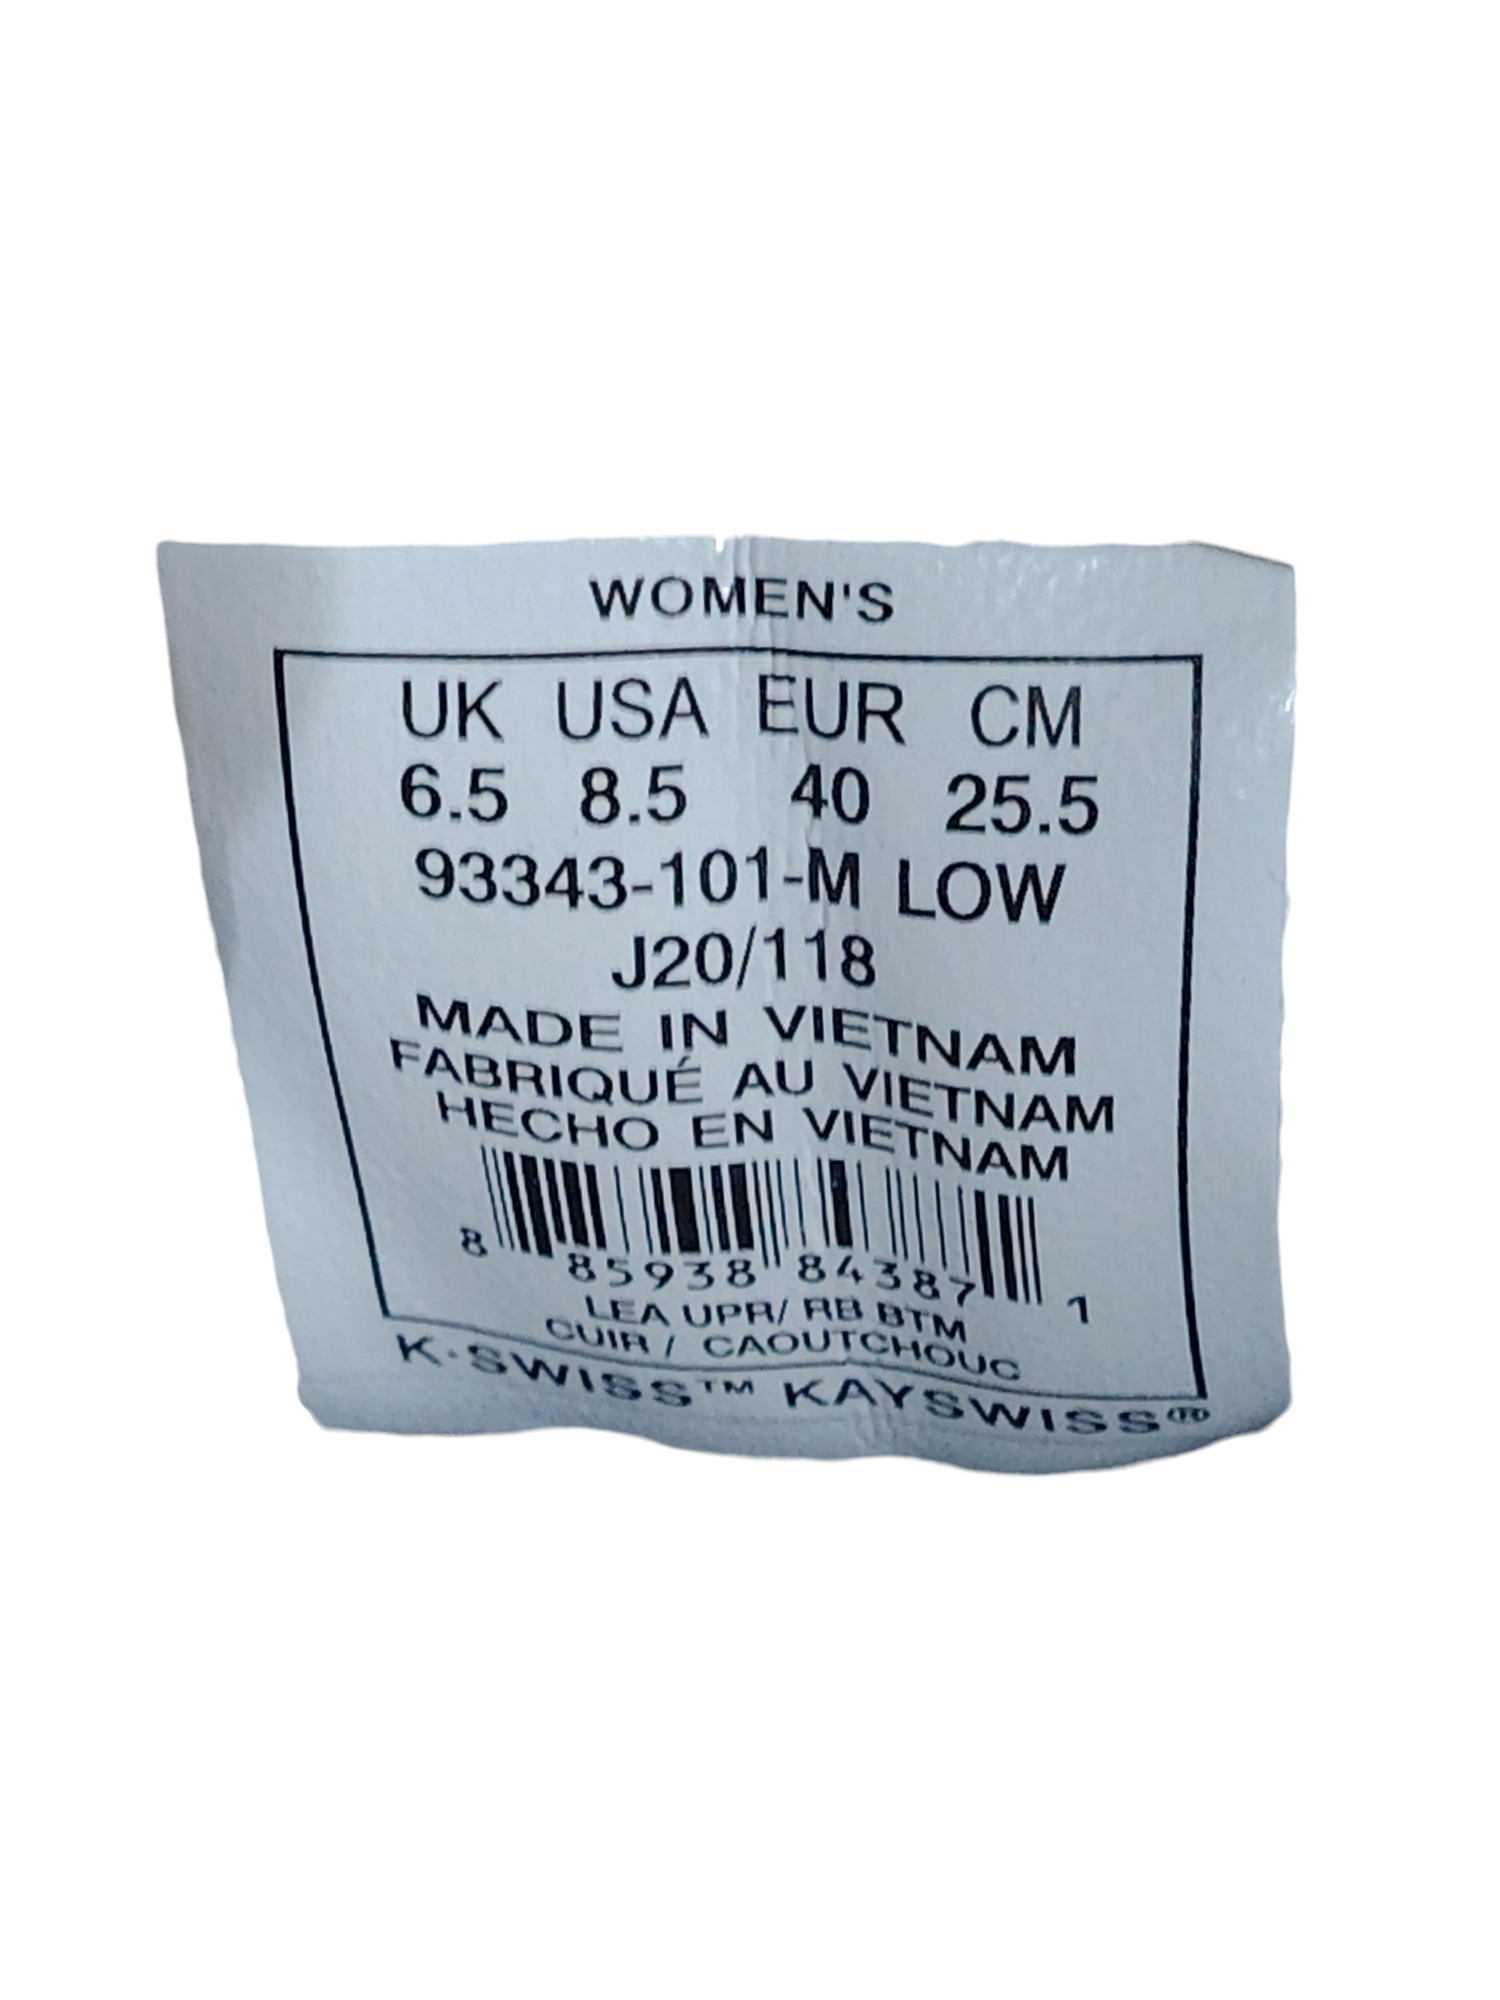 WOMEN'S
UK USA EUR CM
6.5 8.5 40 25.5
93343-101-M LOW
J20/118
MADE IN VIETNAM
FABRIQUÉ AU VIETNAM
HECHO EN VIETNAM
8 85938 84387 1
LEA UPR/ RB BTM
CUIR / CAOUTCHOUC
K·SWISS™ KAYSWISS®